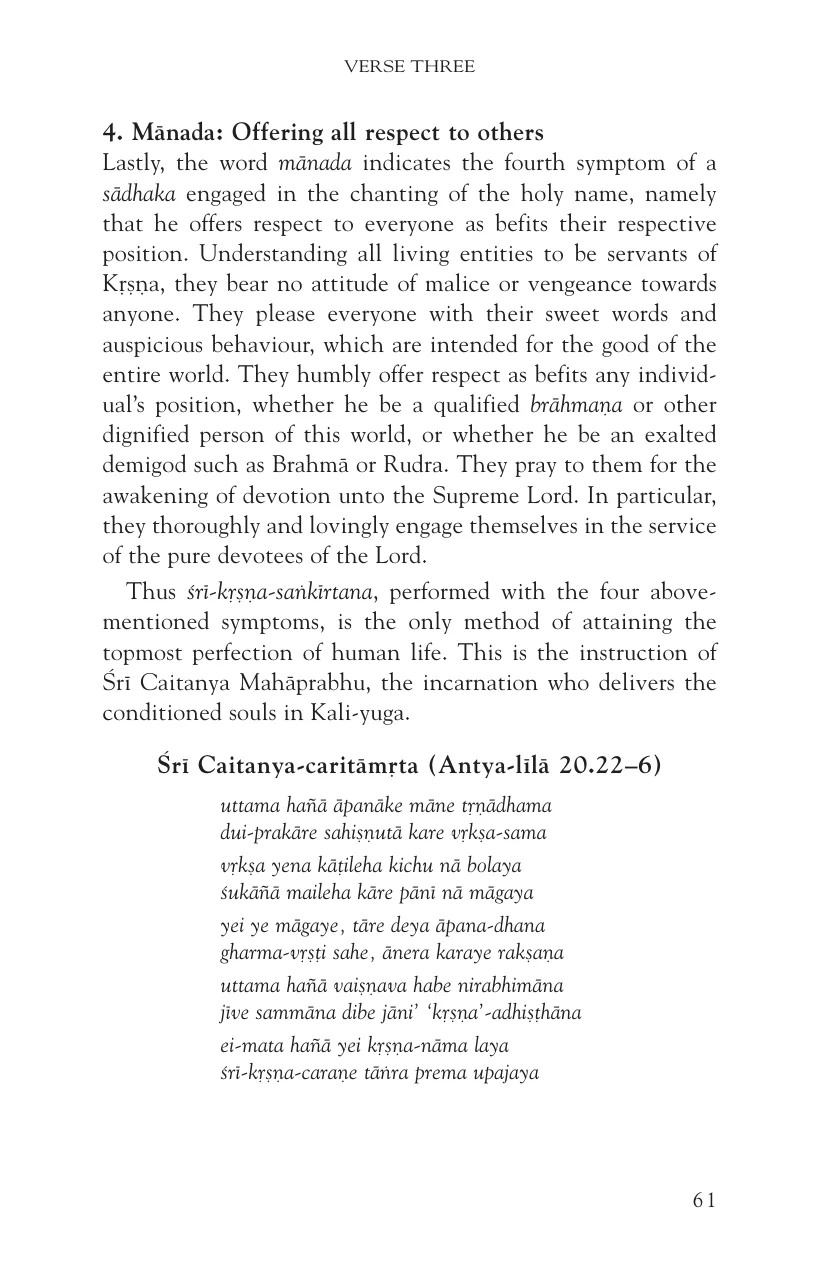 VERSE THREE
4. Mānada: Offering all respect to others
Lastly, the word mānada indicates the fourth symptom of a
sādhaka engaged in the chanting of the holy name, namely
that he offers respect to everyone as befits their respective
position. Understanding all living entities to be servants of
Kṛṣṇa, they bear no attitude of malice or vengeance towards
anyone. They please everyone with their sweet words and
auspicious behaviour, which are intended for the good of the
entire world. They humbly offer respect as befits any individ-
ual’s position, whether he be a qualified brāhmaṇa or other
dignified person of this world, or whether he be an exalted
demigod such as Brahmā or Rudra. They pray to them for the
awakening of devotion unto the Supreme Lord. In particular,
they thoroughly and lovingly engage themselves in the service
of the pure devotees of the Lord.
Thus śrī-kṛṣṇa-saṅkīrtana, performed with the four above-
mentioned symptoms, is the only method of attaining the
topmost perfection of human life. This is the instruction of
Śrī Caitanya Mahāprabhu, the incarnation who delivers the
conditioned souls in Kali-yuga.
Śrī Caitanya-caritāmṛta (Antya-līlā 20.22–6)
uttama hañā āpanāke māne tṛṇādhama
dui-prakāre sahiṣṇutā kare vṛkṣa-sama
vṛkṣa yena kāṭileha kichu nā bolaya
śukāñā maileha kāre pānī nā māgaya
yei ye māgaye, tāre deya āpana-dhana
gharma-vṛṣṭi sahe, ānera karaye rakṣaṇa
uttama hañā vaiṣṇava habe nirabhimāna
jīve sammāna dibe jāni’ ‘kṛṣṇa’-adhiṣṭhāna
ei-mata hañā yei kṛṣṇa-nāma laya
śrī-kṛṣṇa-caraṇe tāṅra prema upajaya
61